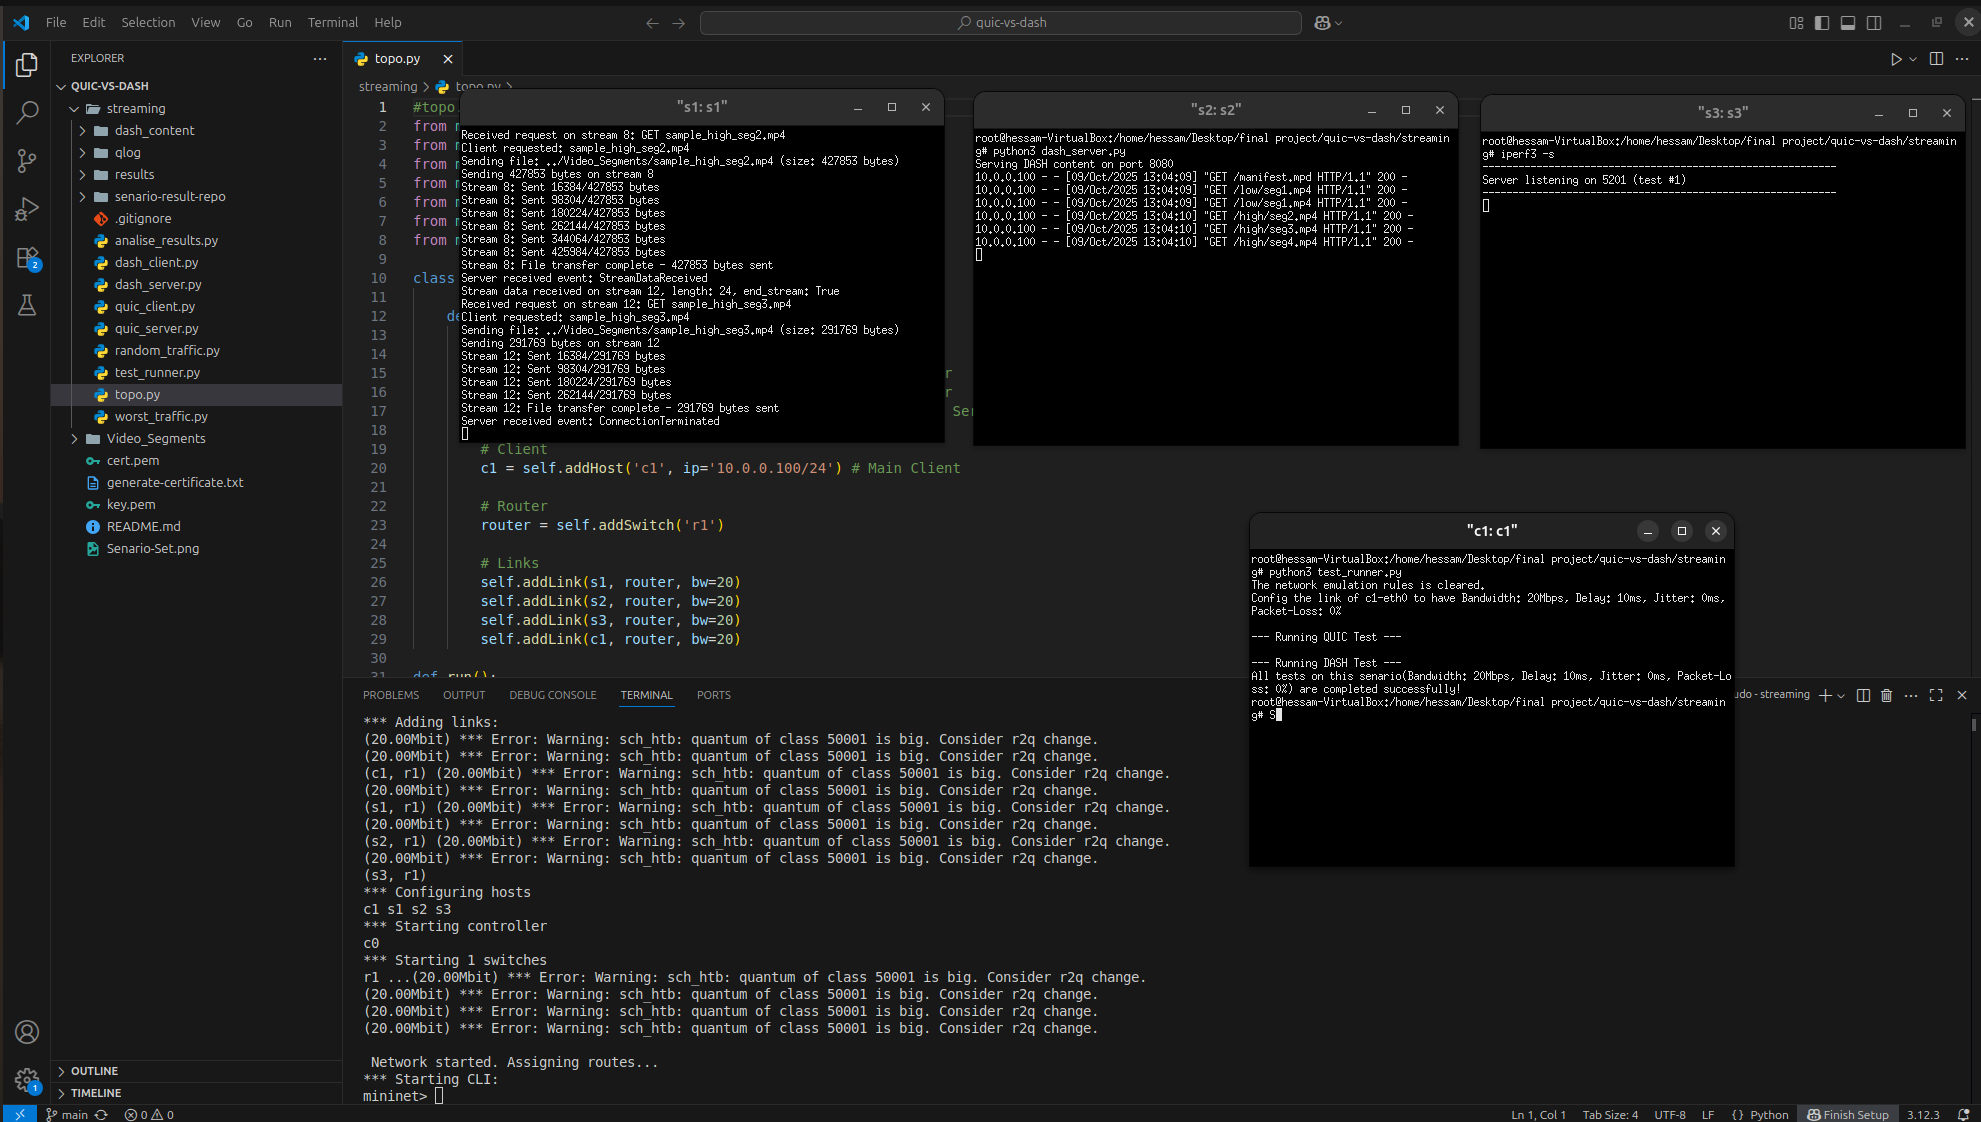 File Edit Selection View Go Run Terminal Help
quic-vs-dash
EXPLORER
QUIC-VS-DASH
streaming
dash_content
qlog
results
senario-result-repo
.gitignore
analise_results.py
dash_client.py
dash_server.py
quic_client.py
quic_server.py
random_traffic.py
test_runner.py
topo.py
worst_traffic.py
Video_Segments
cert.pem
generate-certificate.txt
key.pem
README.md
Senario-Set.png
OUTLINE
TIMELINE
2
1
topo.py
streaming > topo.py >
1 #topo
2 from m
3 from m
4 from m
5 from m
6 from m
7 from m
8 from m
9
10 class
11
12 de
13
14
15 r
16 r
17 Ser
18
19 # Client
20 c1 = self.addHost('c1', ip='10.0.0.100/24') # Main Client
21
22 # Router
23 router = self.addSwitch('r1')
24
25 # Links
26 self.addLink(s1, router, bw=20)
27 self.addLink(s2, router, bw=20)
28 self.addLink(s3, router, bw=20)
29 self.addLink(c1, router, bw=20)
30
31 def run():
"s1: s1"
Received request on stream 8: GET sample_high_seg2.mp4
Client requested: sample_high_seg2.mp4
Sending file: ../Video_Segments/sample_high_seg2.mp4 (size: 427853 bytes)
Sending 427853 bytes on stream 8
Stream 8: Sent 16384/427853 bytes
Stream 8: Sent 98304/427853 bytes
Stream 8: Sent 180224/427853 bytes
Stream 8: Sent 262144/427853 bytes
Stream 8: Sent 344064/427853 bytes
Stream 8: Sent 425984/427853 bytes
Stream 8: File transfer complete - 427853 bytes sent
Server received event: StreamDataReceived
Stream data received on stream 12, length: 24, end_stream: True
Received request on stream 12: GET sample_high_seg3.mp4
Client requested: sample_high_seg3.mp4
Sending file: ../Video_Segments/sample_high_seg3.mp4 (size: 291769 bytes)
Sending 291769 bytes on stream 12
Stream 12: Sent 16384/291769 bytes
Stream 12: Sent 98304/291769 bytes
Stream 12: Sent 180224/291769 bytes
Stream 12: Sent 262144/291769 bytes
Stream 12: File transfer complete - 291769 bytes sent
Server received event: ConnectionTerminated
"s2: s2"
root@hessam-VirtualBox:/home/hessam/Desktop/final project/quic-vs-dash/streamin
g# python3 dash_server.py
Serving DASH content on port 8080
10.0.0.100 - - [09/Oct/2025 13:04:09] "GET /manifest.mpd HTTP/1.1" 200 -
10.0.0.100 - - [09/Oct/2025 13:04:09] "GET /low/seg1.mp4 HTTP/1.1" 200 -
10.0.0.100 - - [09/Oct/2025 13:04:09] "GET /low/seg1.mp4 HTTP/1.1" 200 -
10.0.0.100 - - [09/Oct/2025 13:04:10] "GET /high/seg2.mp4 HTTP/1.1" 200 -
10.0.0.100 - - [09/Oct/2025 13:04:10] "GET /high/seg3.mp4 HTTP/1.1" 200 -
10.0.0.100 - - [09/Oct/2025 13:04:10] "GET /high/seg4.mp4 HTTP/1.1" 200 -
"s3: s3"
root@hessam-VirtualBox:/home/hessam/Desktop/final project/quic-vs-dash/streamin
g# iperf3 -s
-----------------------------------------------------------
Server listening on 5201 (test #1)
-----------------------------------------------------------
"c1: c1"
root@hessam-VirtualBox:/home/hessam/Desktop/final project/quic-vs-dash/streamin
g# python3 test_runner.py
The network emulation rules is cleared.
Config the link of c1-eth0 to have Bandwidth: 20Mbps, Delay: 10ms, Jitter: 0ms,
Packet-Loss: 0%
--- Running QUIC Test ---
--- Running DASH Test ---
All tests on this senario(Bandwidth: 20Mbps, Delay: 10ms, Jitter: 0ms, Packet-Lo
ss: 0%) are completed successfully!
root@hessam-VirtualBox:/home/hessam/Desktop/final project/quic-vs-dash/streamin
g# S
PROBLEMS OUTPUT DEBUG CONSOLE TERMINAL PORTS
udo - streaming
*** Adding links:
(20.00Mbit) *** Error: Warning: sch_htb: quantum of class 50001 is big. Consider r2q change.
(20.00Mbit) *** Error: Warning: sch_htb: quantum of class 50001 is big. Consider r2q change.
(c1, r1) (20.00Mbit) *** Error: Warning: sch_htb: quantum of class 50001 is big. Consider r2q change.
(20.00Mbit) *** Error: Warning: sch_htb: quantum of class 50001 is big. Consider r2q change.
(s1, r1) (20.00Mbit) *** Error: Warning: sch_htb: quantum of class 50001 is big. Consider r2q change.
(20.00Mbit) *** Error: Warning: sch_htb: quantum of class 50001 is big. Consider r2q change.
(s2, r1) (20.00Mbit) *** Error: Warning: sch_htb: quantum of class 50001 is big. Consider r2q change.
(20.00Mbit) *** Error: Warning: sch_htb: quantum of class 50001 is big. Consider r2q change.
(s3, r1)
*** Configuring hosts
c1 s1 s2 s3
*** Starting controller
c0
*** Starting 1 switches
r1 ...(20.00Mbit) *** Error: Warning: sch_htb: quantum of class 50001 is big. Consider r2q change.
(20.00Mbit) *** Error: Warning: sch_htb: quantum of class 50001 is big. Consider r2q change.
(20.00Mbit) *** Error: Warning: sch_htb: quantum of class 50001 is big. Consider r2q change.
(20.00Mbit) *** Error: Warning: sch_htb: quantum of class 50001 is big. Consider r2q change.
Network started. Assigning routes...
*** Starting CLI:
mininet>
main 0 0 Ln 1, Col 1 Tab Size: 4 UTF-8 LF {} Python Finish Setup 3.12.3